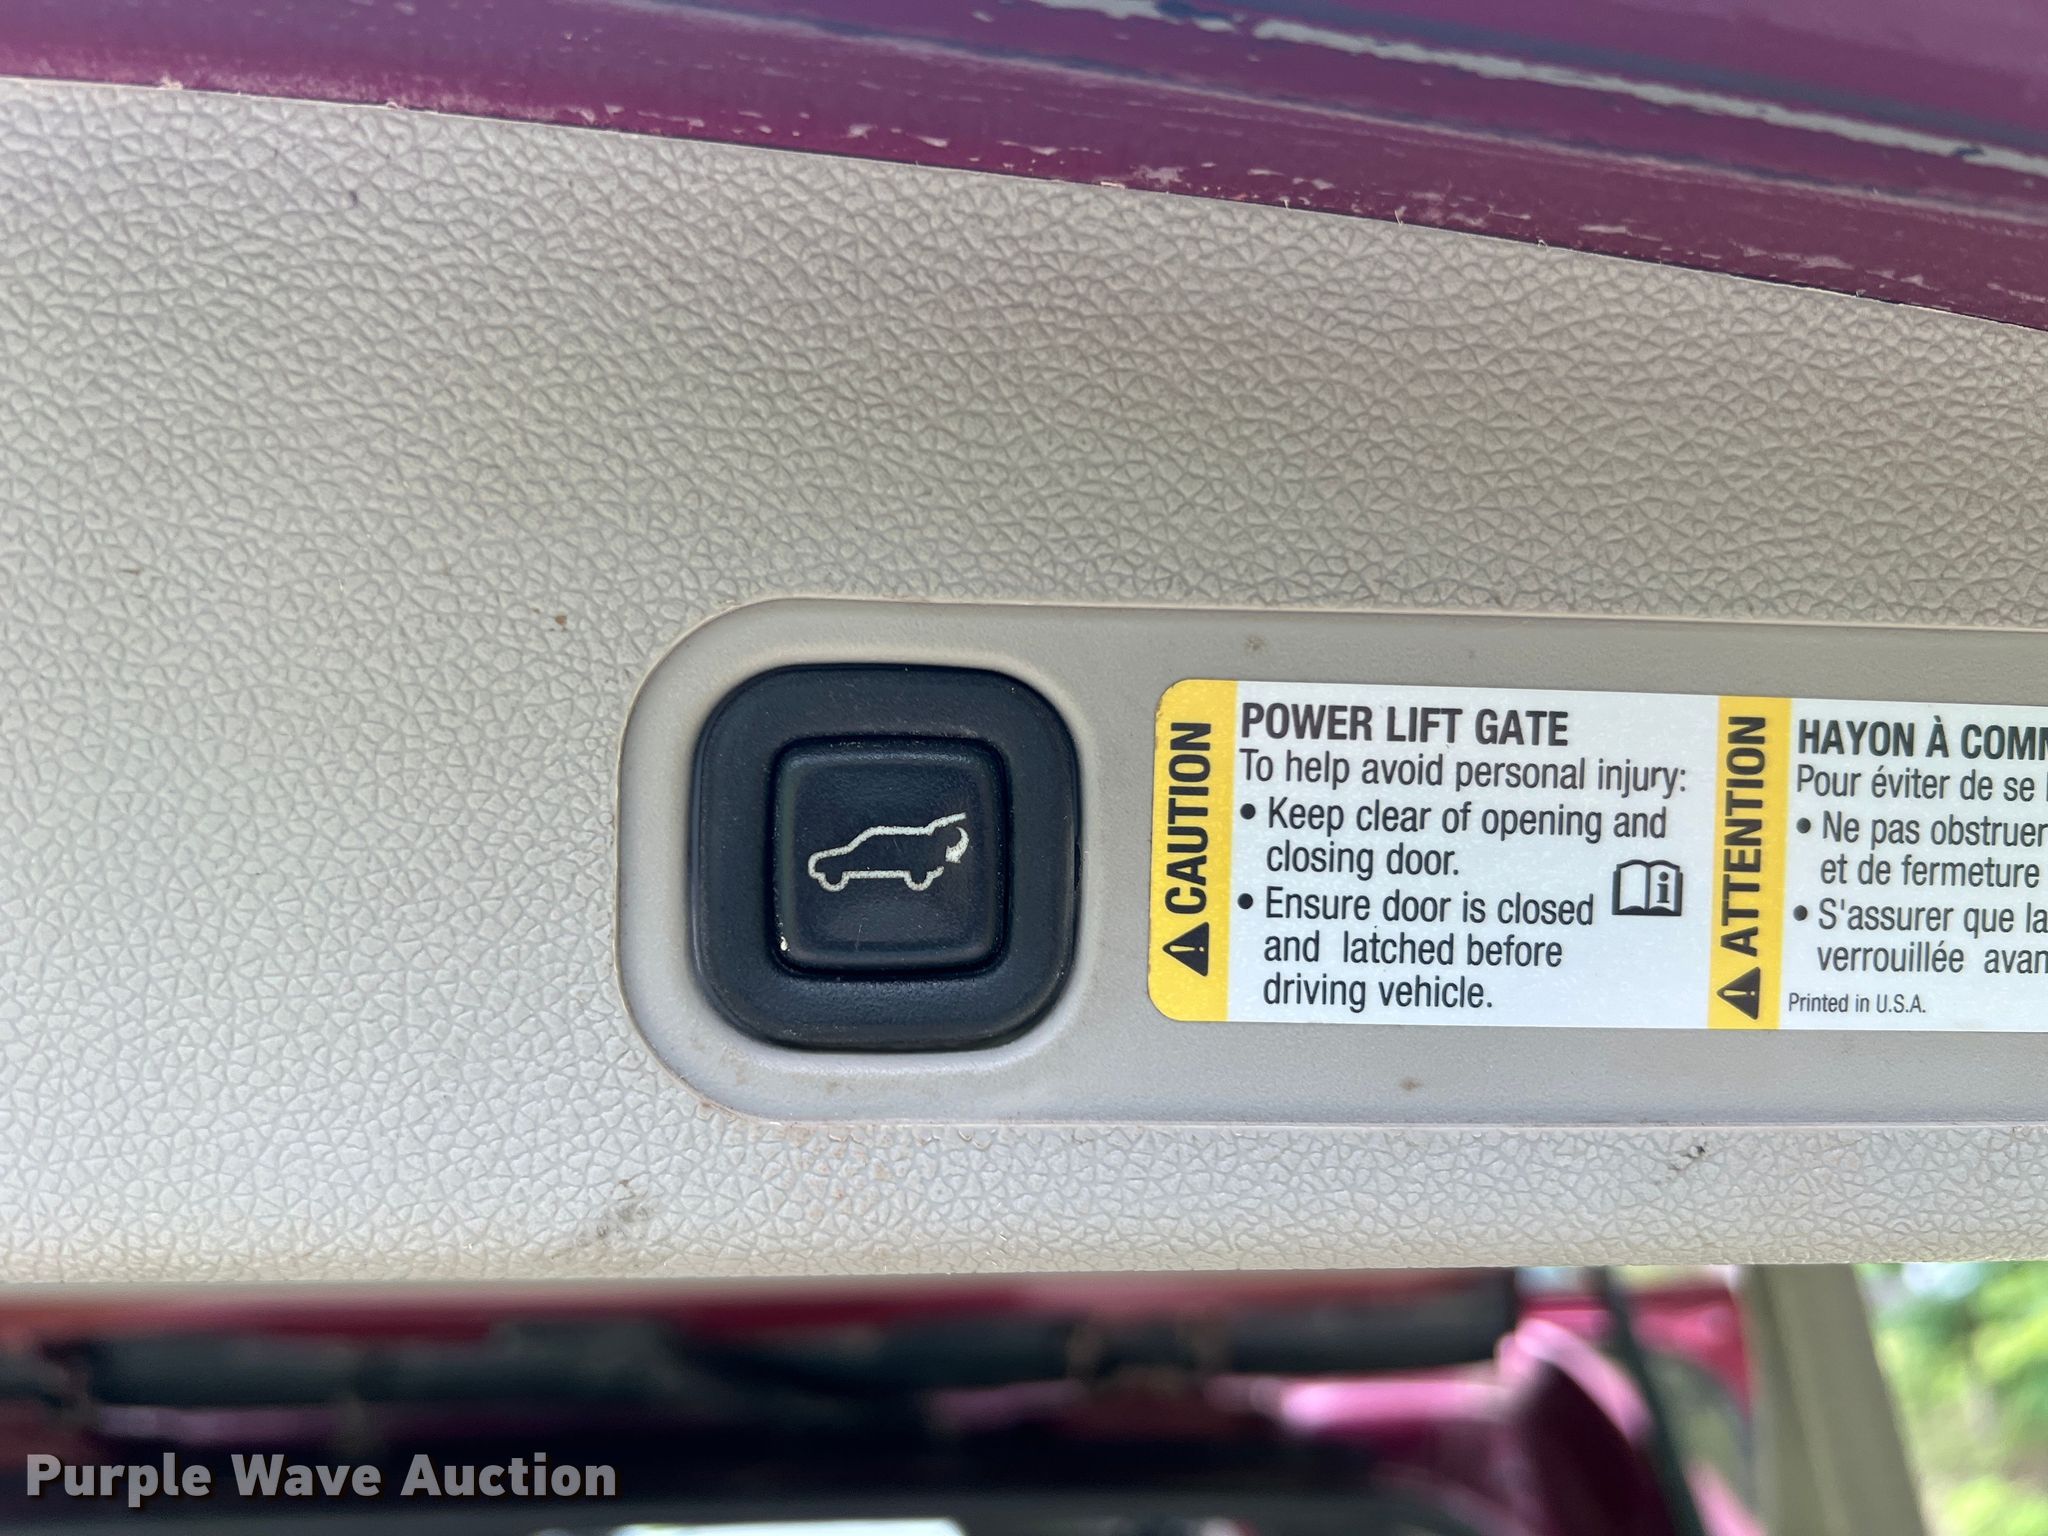 CAUTION
POWER LIFT GATE
To help avoid personal injury:
• Keep clear of opening and
closing door.
• Ensure door is closed
and latched before
driving vehicle.
ATTENTION
HAYON À
Pour éviter de se
• Ne pas obstruer
et de fermeture
• S'assurer que la
verrouillée
Printed in U.S.A.
Purple Wave Auction